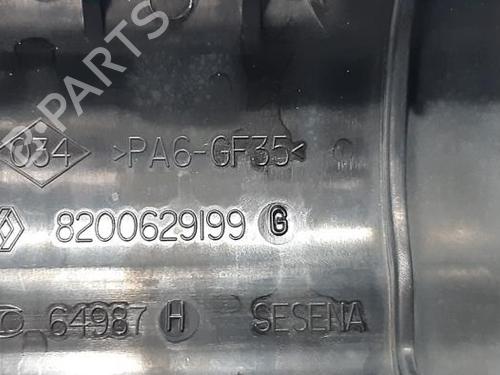 B-Parts
034 >PA6-GF35<
8200629199 G
64987 H SESENA